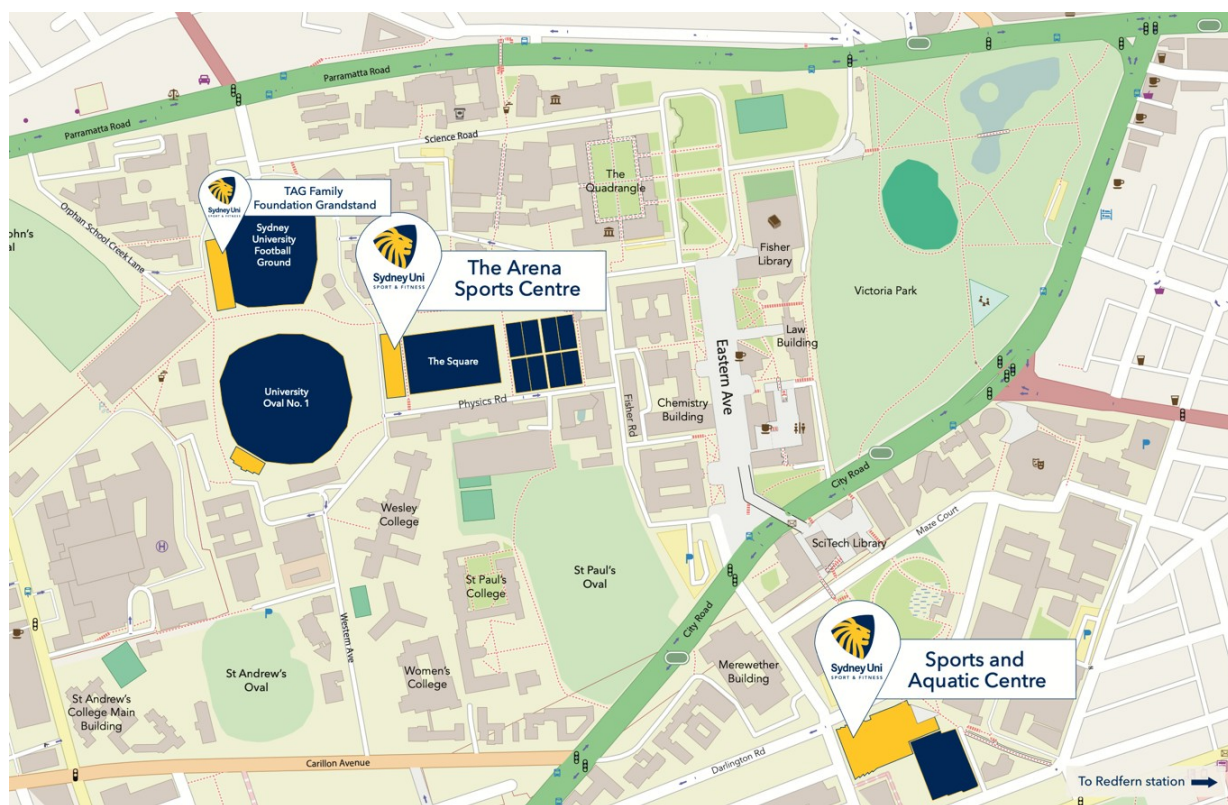 Parramatta Road
Parramatta Road
Science Road
Orphan School Creek Lane
ohn's
al
Sydney Uni
SPORT & FITNESS
TAG Family
Foundation Grandstand
Sydney
University
Football
Ground
The
Quadrangle
Sydney Uni
SPORT & FITNESS
The Arena
Sports Centre
Fisher
Library
Victoria Park
Law
Building
The Square
University
Oval No. 1
Physics Rd
Fisher Rd
Chemistry
Building
Eastern Ave
City Road
Maze Court
SciTech Library
Wesley
College
St Paul's
College
St Paul's
Oval
City Road
Western Ave
Women's
College
Merewether
Building
St Andrew's
Oval
St Andrew's
College Main
Building
H
Sydney Uni
SPORT & FITNESS
Sports and
Aquatic Centre
Carillon Avenue
Darlington Rd
To Redfern station